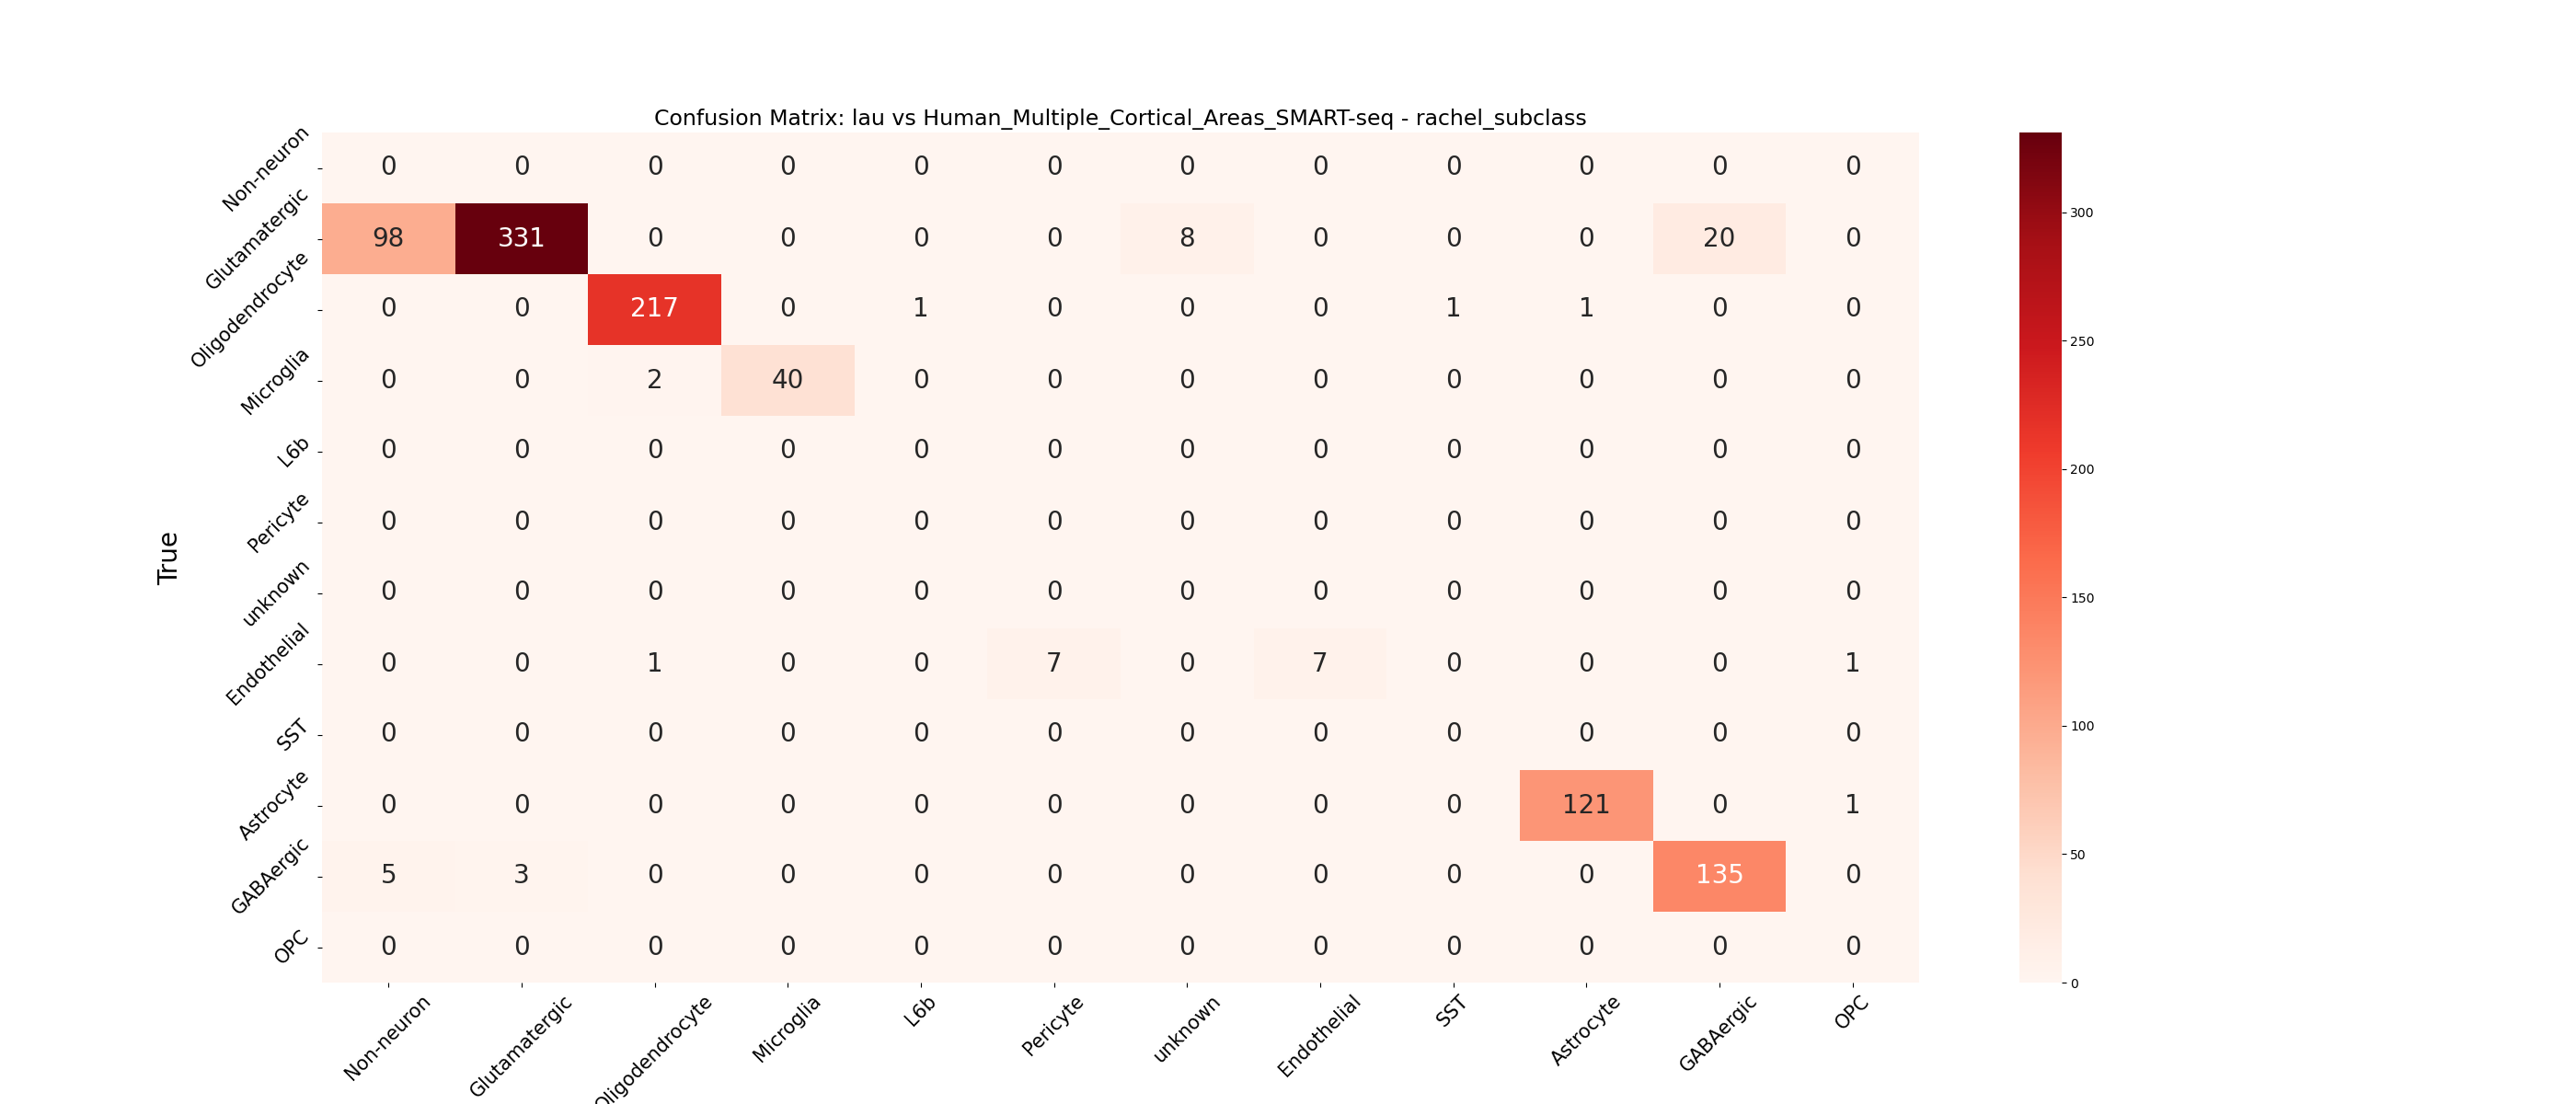 Confusion Matrix: lau vs Human_Multiple_Cortical_Areas_SMART-seq - rachel_subclass
True
Non-neuron 0 0 0 0 0 0 0 0 0 0 0 0
Glutamatergic 98 331 0 0 0 0 8 0 0 0 20 0
Oligodendrocyte 0 0 217 0 1 0 0 0 1 1 0 0
Microglia 0 0 2 40 0 0 0 0 0 0 0 0
L6b 0 0 0 0 0 0 0 0 0 0 0 0
Pericyte 0 0 0 0 0 0 0 0 0 0 0 0
unknown 0 0 0 0 0 0 0 0 0 0 0 0
Endothelial 0 0 1 0 0 7 0 7 0 0 0 1
SST 0 0 0 0 0 0 0 0 0 0 0 0
Astrocyte 0 0 0 0 0 0 0 0 0 121 0 1
GABAergic 5 3 0 0 0 0 0 0 0 0 135 0
OPC 0 0 0 0 0 0 0 0 0 0 0 0
Non-neuron Glutamatergic Oligodendrocyte Microglia L6b Pericyte unknown Endothelial SST Astrocyte GABAergic OPC
300
250
200
150
100
50
0